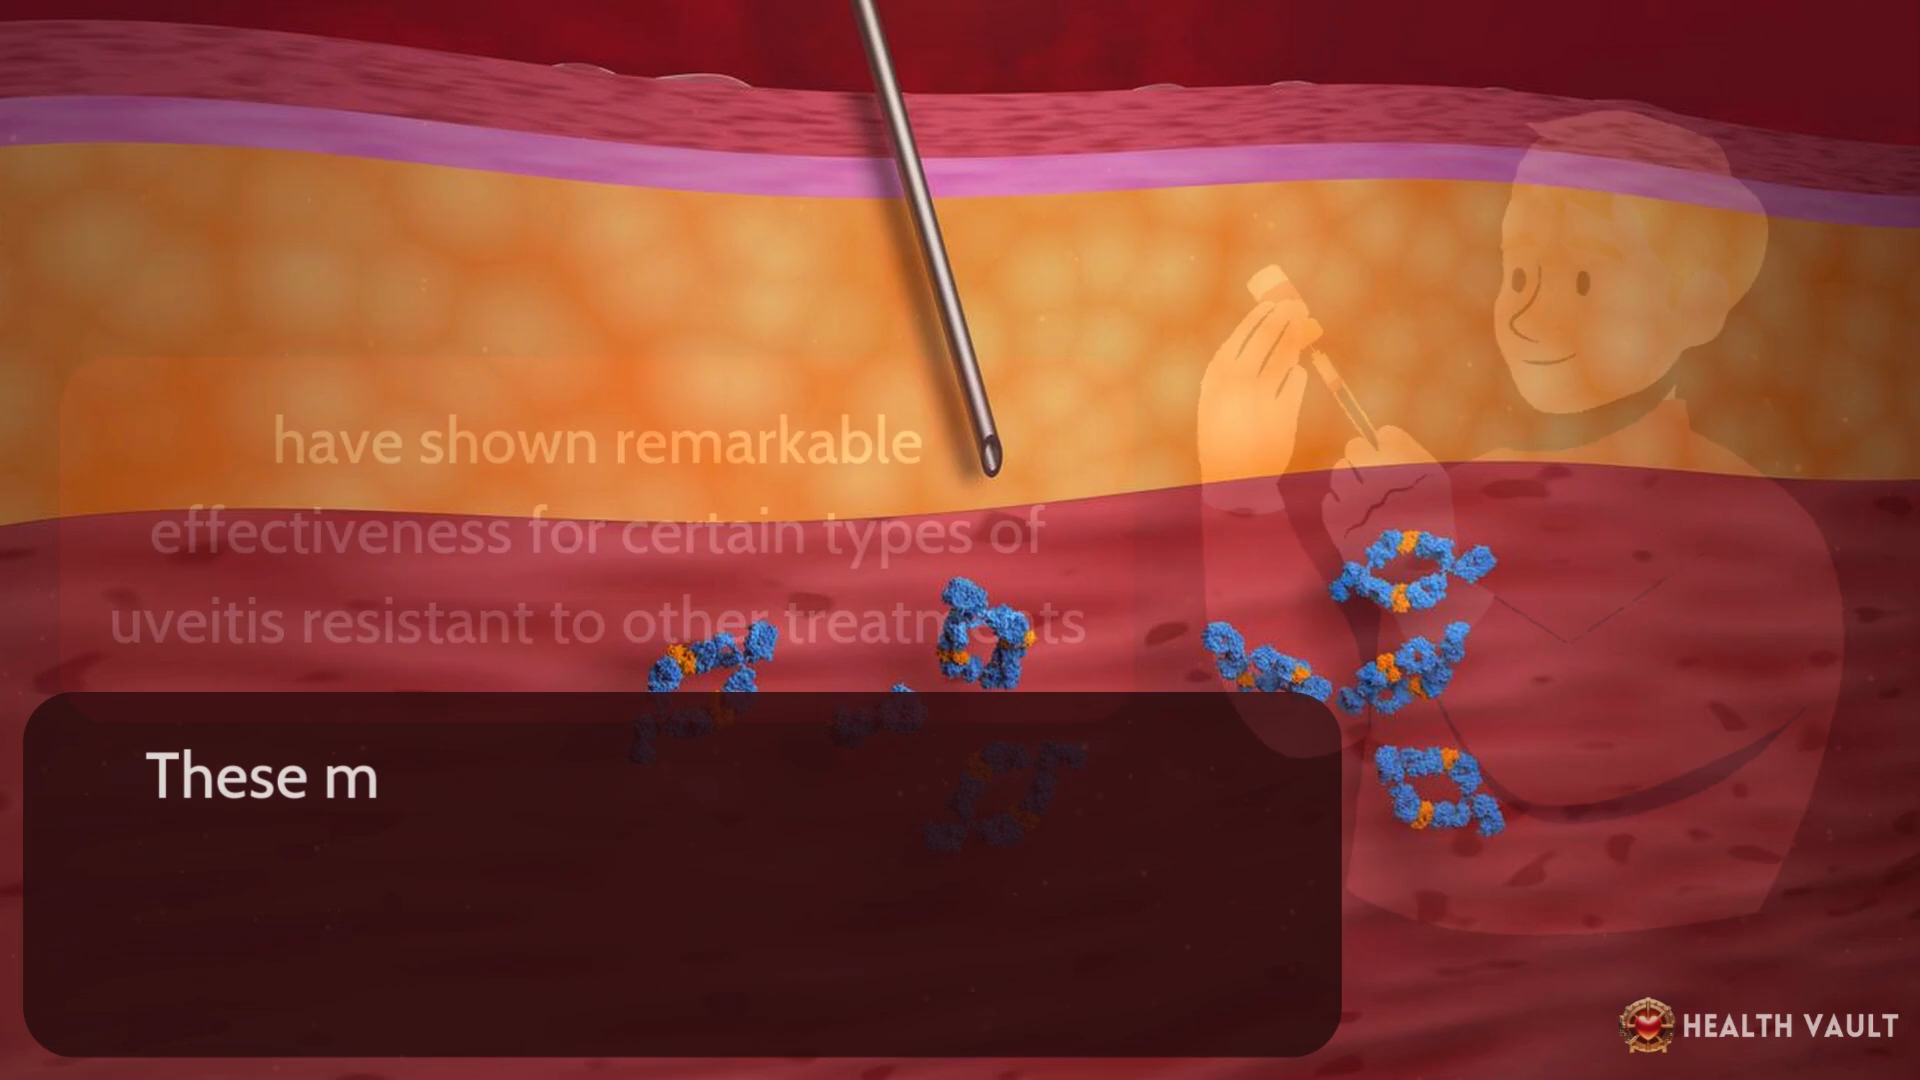 have shown remarkable
effectiveness for certain types of
uveitis resistant to other treatments
These m
HEALTH VAULT